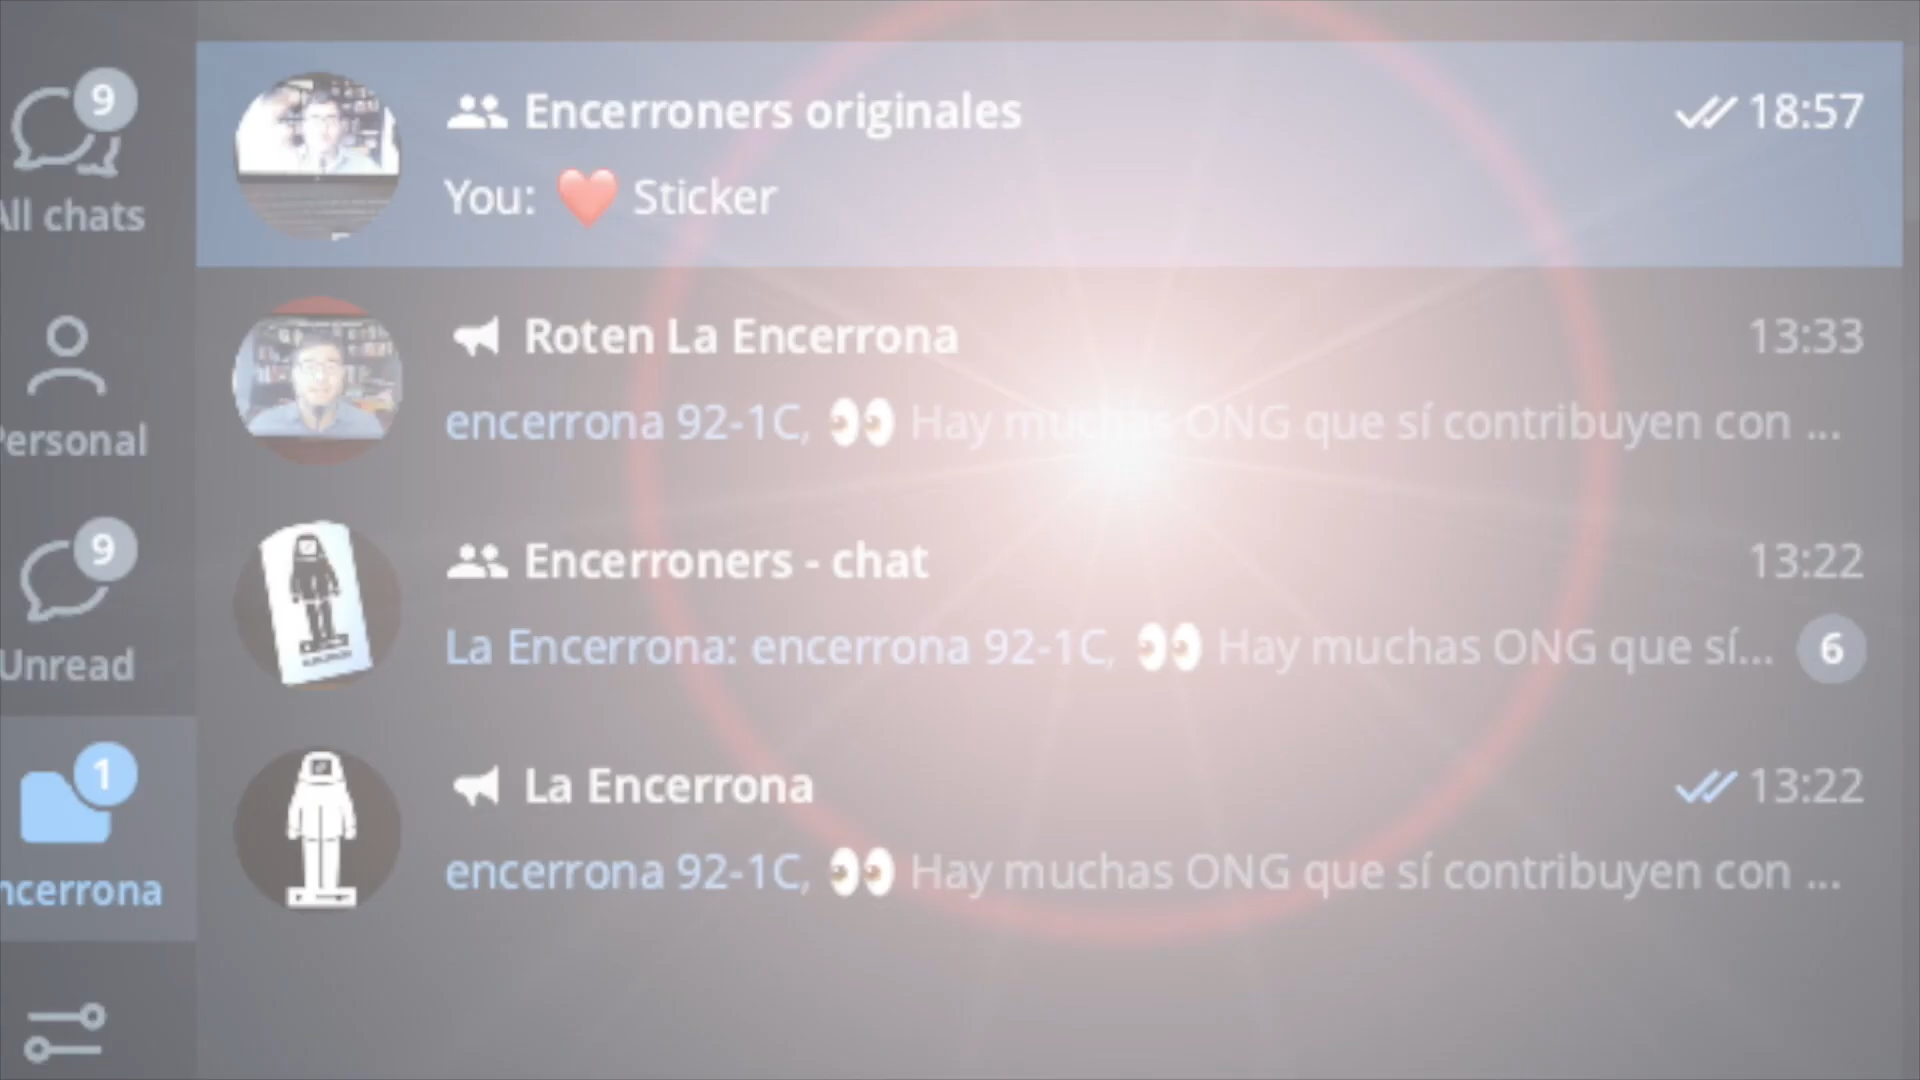 9
All chats
Encerroners originales
18:57
You: ❤️ Sticker
Personal
Roten La Encerrona
13:33
encerrona 92-1C, 👀 Hay muchas ONG que sí contribuyen con ...
9
Unread
Encerroners - chat
13:22
La Encerrona: encerrona 92-1C, 👀 Hay muchas ONG que sí...
6
1
ncerrona
La Encerrona
13:22
encerrona 92-1C, 👀 Hay muchas ONG que sí contribuyen con ...